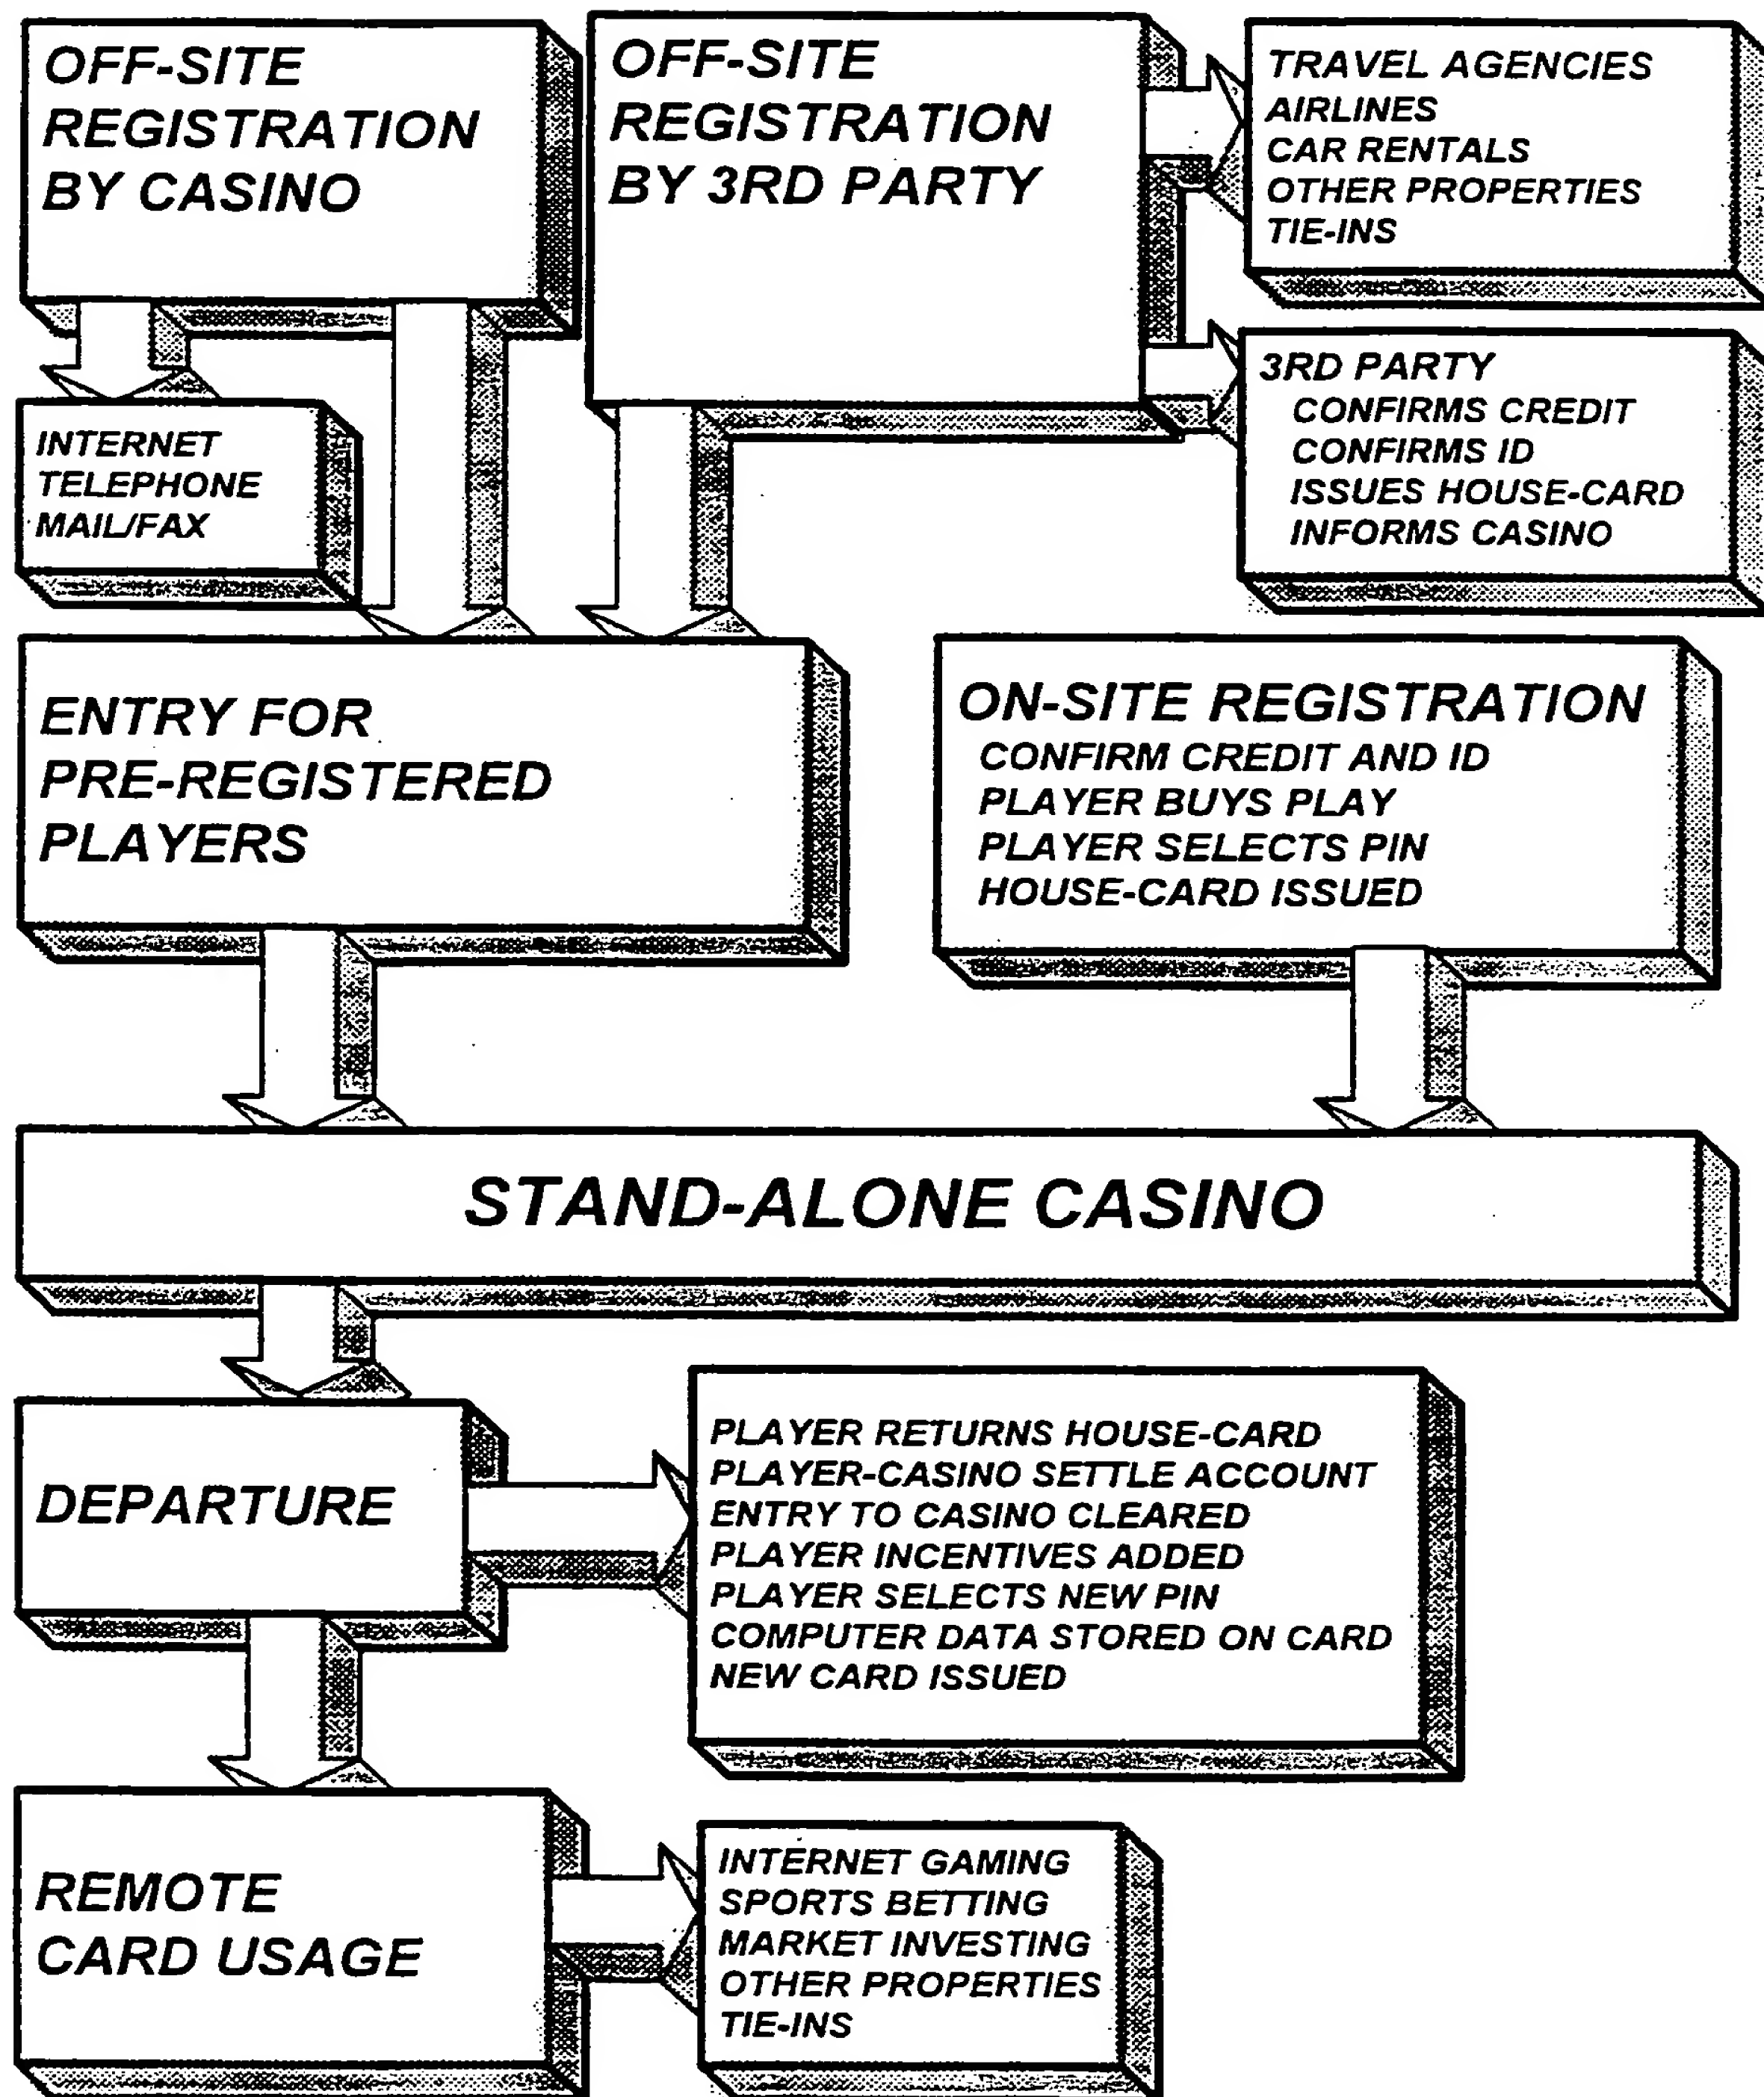 OFF-SITE
REGISTRATION
BY CASINO
OFF-SITE
REGISTRATION
BY 3RD PARTY
TRAVEL AGENCIES
AIRLINES
CAR RENTALS
OTHER PROPERTIES
TIE-INS
3RD PARTY
CONFIRMS CREDIT
CONFIRMS ID
ISSUES HOUSE-CARD
INFORMS CASINO
INTERNET
TELEPHONE
MAIL/FAX
ENTRY FOR
PRE-REGISTERED
PLAYERS
ON-SITE REGISTRATION
CONFIRM CREDIT AND ID
PLAYER BUYS PLAY
PLAYER SELECTS PIN
HOUSE-CARD ISSUED
STAND-ALONE CASINO
DEPARTURE
PLAYER RETURNS HOUSE-CARD
PLAYER-CASINO SETTLE ACCOUNT
ENTRY TO CASINO CLEARED
PLAYER INCENTIVES ADDED
PLAYER SELECTS NEW PIN
COMPUTER DATA STORED ON CARD
NEW CARD ISSUED
REMOTE
CARD USAGE
INTERNET GAMING
SPORTS BETTING
MARKET INVESTING
OTHER PROPERTIES
TIE-INS